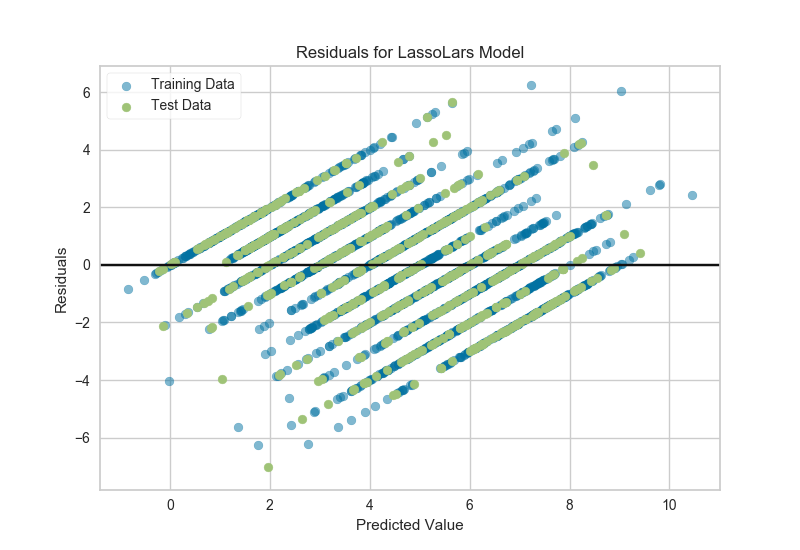 Residuals for LassoLars Model
Training Data
Test Data
6
4
2
0
−2
−4
−6
Residuals
0
2
4
6
8
10
Predicted Value